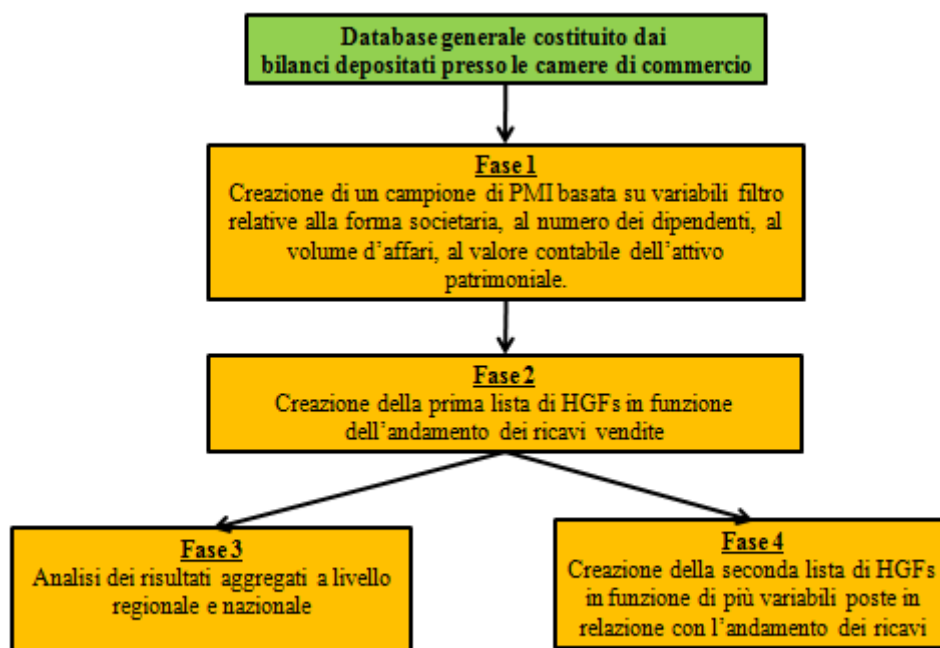 Database generale costituito dai
bilanci depositati presso le camere di commercio
Fase 1
Creazione di un campione di PMI basata su variabili filtro
relative alla forma societaria, al numero dei dipendenti, al
volume d’affari, al valore contabile dell’attivo
patrimoniale.
Fase 2
Creazione della prima lista di HGFs in funzione
dell’andamento dei ricavi vendite
Fase 3
Analisi dei risultati aggregati a livello
regionale e nazionale
Fase 4
Creazione della seconda lista di HGFs
in funzione di più variabili poste in
relazione con l’andamento dei ricavi